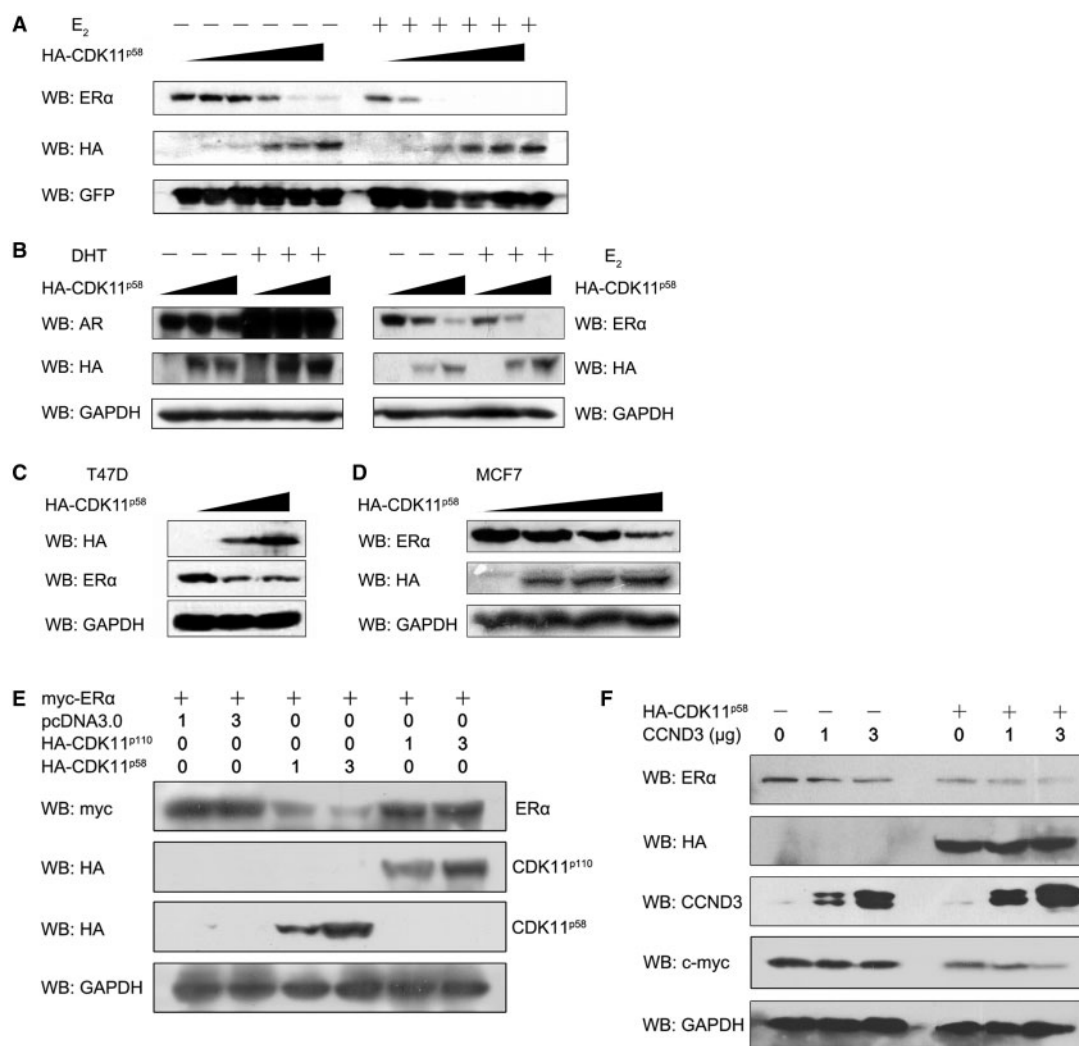 A
E₂ − − − − − − + + + + + +
HA-CDK11ᵖ⁵⁸
WB: ERα
WB: HA
WB: GFP
B
DHT − − − + + + − − − + + + E₂
HA-CDK11ᵖ⁵⁸ HA-CDK11ᵖ⁵⁸
WB: AR WB: ERα
WB: HA WB: HA
WB: GAPDH WB: GAPDH
C T47D
HA-CDK11ᵖ⁵⁸
WB: HA
WB: ERα
WB: GAPDH
D MCF7
HA-CDK11ᵖ⁵⁸
WB: ERα
WB: HA
WB: GAPDH
E
myc-ERα + + + + + +
pcDNA3.0 1 3 0 0 0 0
HA-CDK11ᵖ¹¹⁰ 0 0 0 0 1 3
HA-CDK11ᵖ⁵⁸ 0 0 1 3 0 0
WB: myc ERα
WB: HA CDK11ᵖ¹¹⁰
WB: HA CDK11ᵖ⁵⁸
WB: GAPDH
F
HA-CDK11ᵖ⁵⁸ − − − + + +
CCND3 (µg) 0 1 3 0 1 3
WB: ERα
WB: HA
WB: CCND3
WB: c-myc
WB: GAPDH